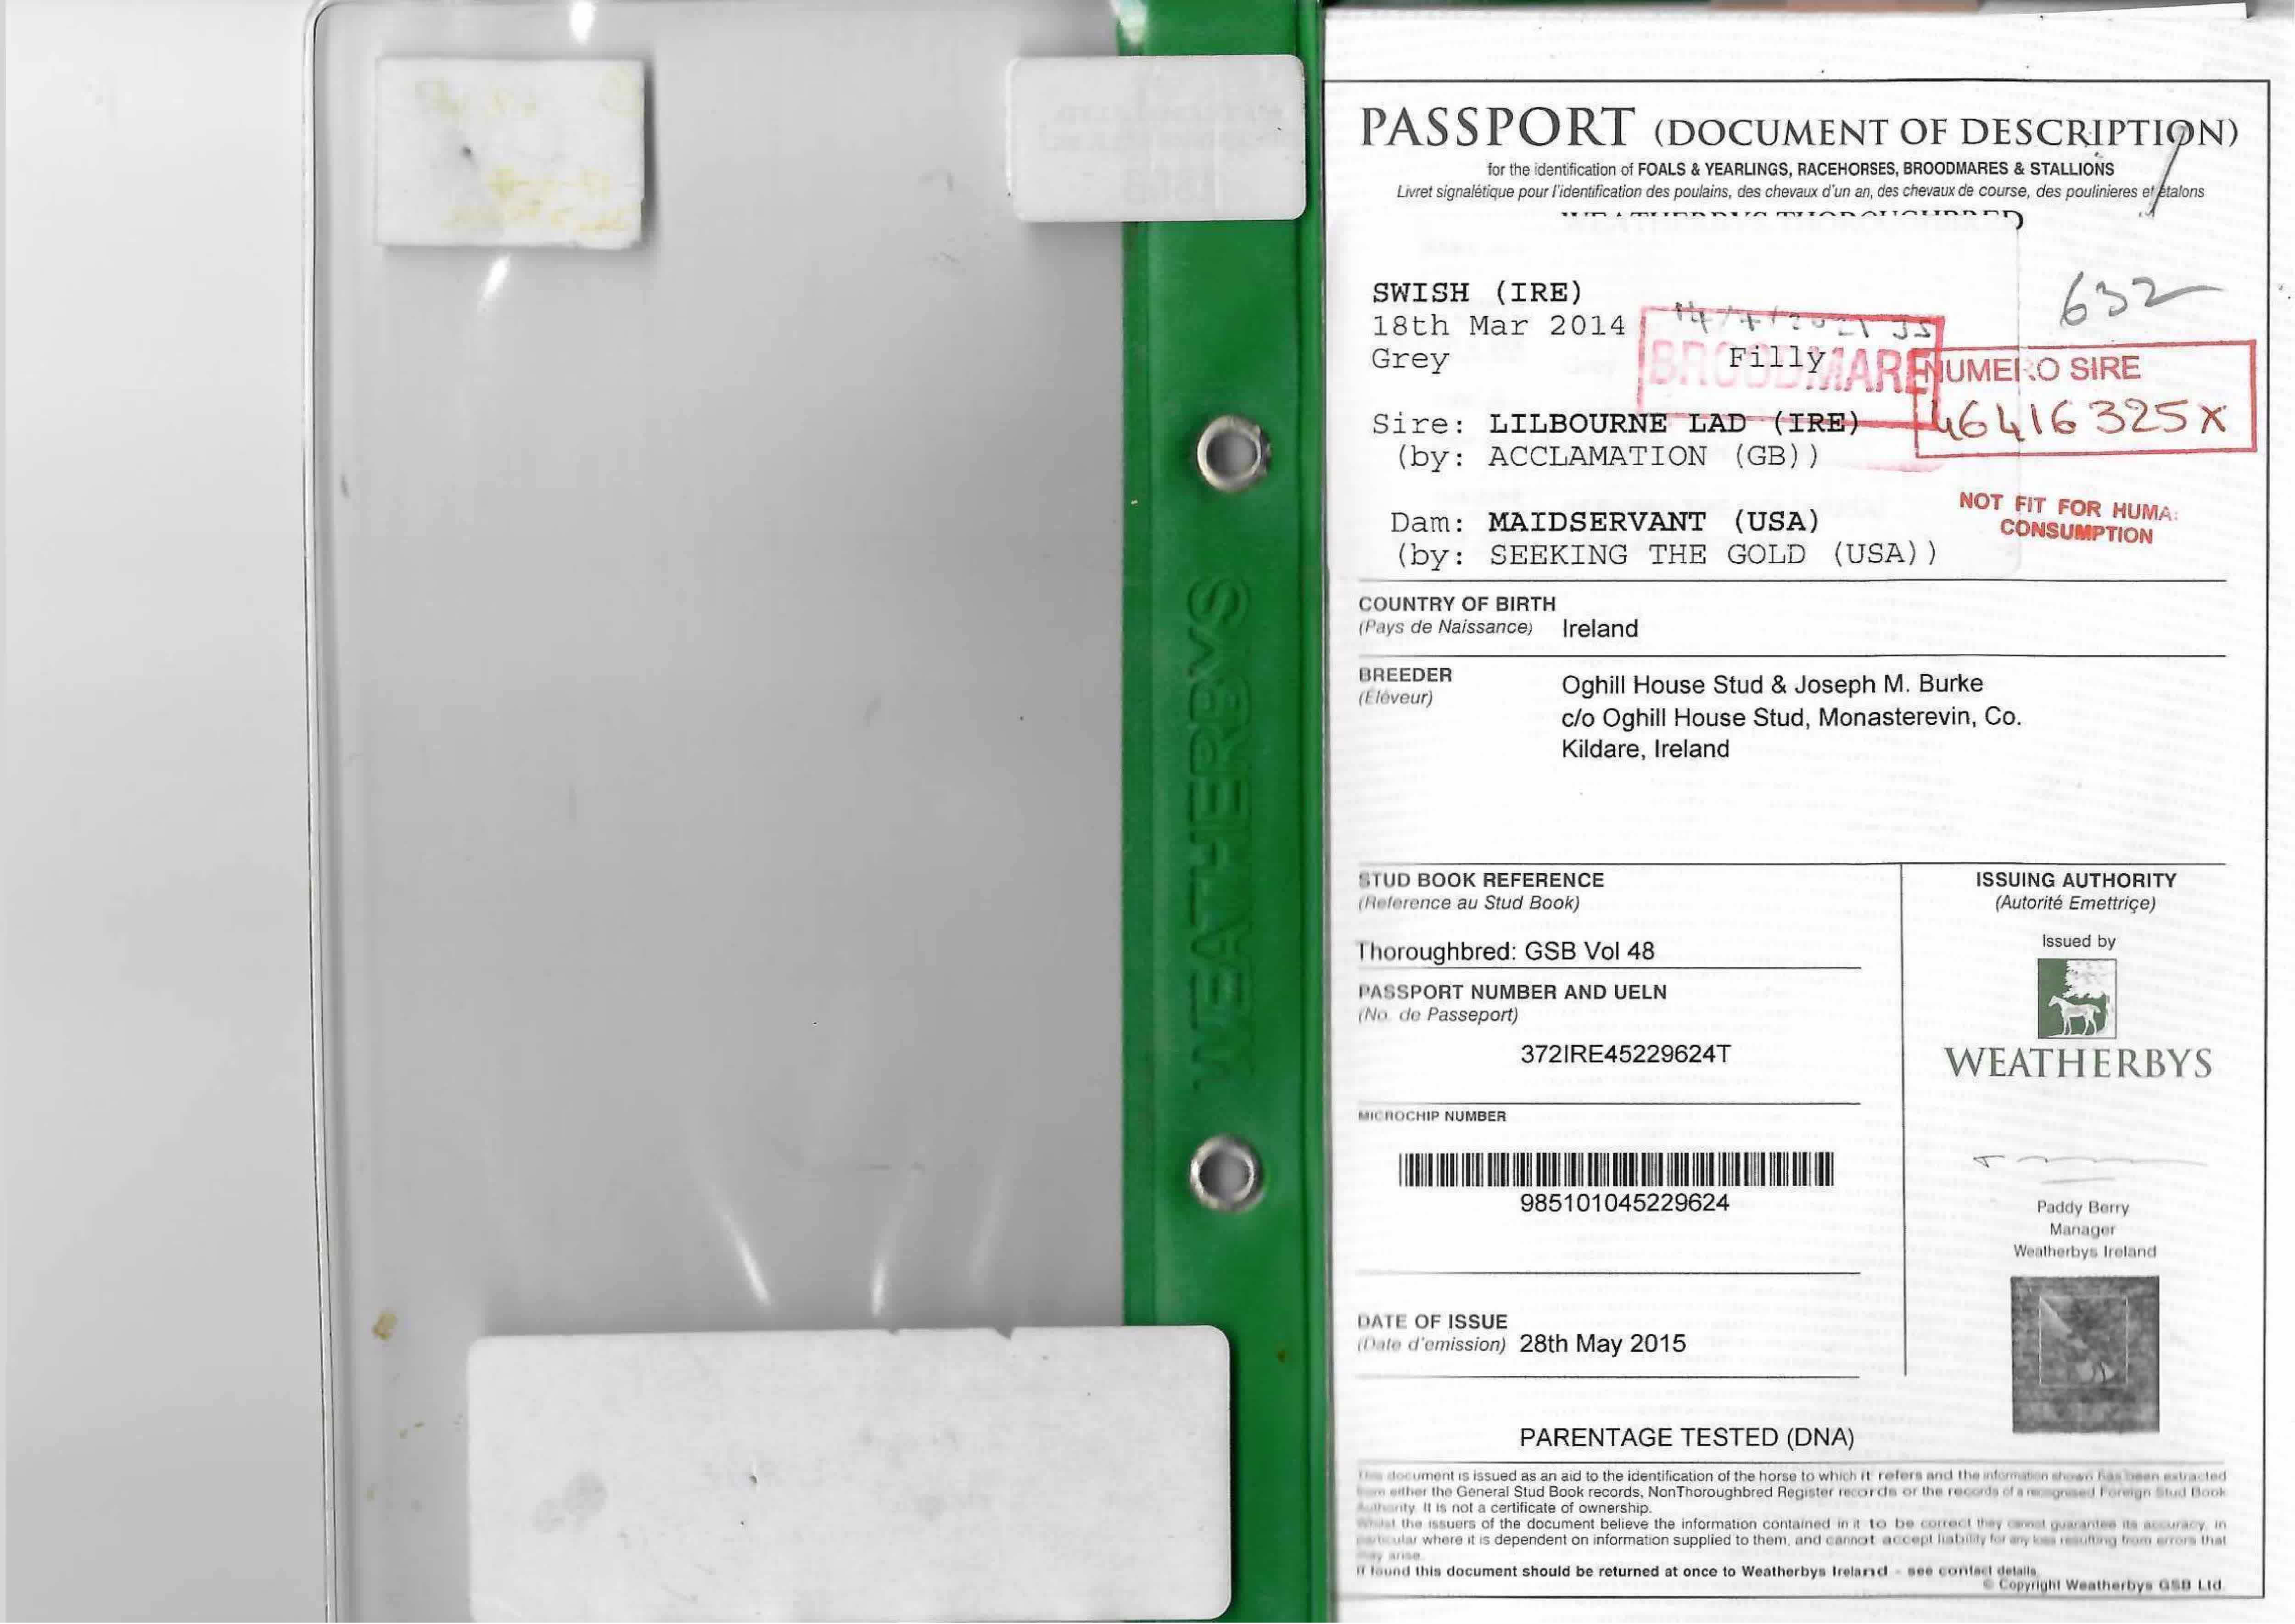 WEATHERBYS
PASSPORT (DOCUMENT OF DESCRIPTION)
for the identification of FOALS & YEARLINGS, RACEHORSES, BROODMARES & STALLIONS
Livret signalétique pour l'identification des poulains, des chevaux d'un an, des chevaux de course, des poulinieres et étalons
WEATHERBYS THOROUGHBRED
632
SWISH (IRE)
18th Mar 2014
Grey Filly
BROODMARE
NUMERO SIRE
46416325X
Sire: LILBOURNE LAD (IRE)
(by: ACCLAMATION (GB))
NOT FIT FOR HUMA
CONSUMPTION
Dam: MAIDSERVANT (USA)
(by: SEEKING THE GOLD (USA))
COUNTRY OF BIRTH
(Pays de Naissance) Ireland
BREEDER
(Eleveur)
Oghill House Stud & Joseph M. Burke
c/o Oghill House Stud, Monasterevin, Co.
Kildare, Ireland
STUD BOOK REFERENCE
(Reference au Stud Book)
Thoroughbred: GSB Vol 48
PASSPORT NUMBER AND UELN
(No. de Passeport)
372IRE45229624T
MICROCHIP NUMBER
985101045229624
DATE OF ISSUE
(Date d'emission) 28th May 2015
ISSUING AUTHORITY
(Autorité Emettriçe)
Issued by
WEATHERBYS
Paddy Berry
Manager
Weatherbys Ireland
PARENTAGE TESTED (DNA)
This document is issued as an aid to the identification of the horse to which it refers and the information shown has been extracted
from either the General Stud Book records, NonThoroughbred Register records or the records of a recognised Foreign Stud Book
Authority. It is not a certificate of ownership.
Whilst the issuers of the document believe the information contained in it to be correct they cannot guarantee its accuracy, in
particular where it is dependent on information supplied to them, and cannot accept liability for any loss resulting from errors that
may arise.
If found this document should be returned at once to Weatherbys Ireland - see contact details
© Copyright Weatherbys GSB Ltd